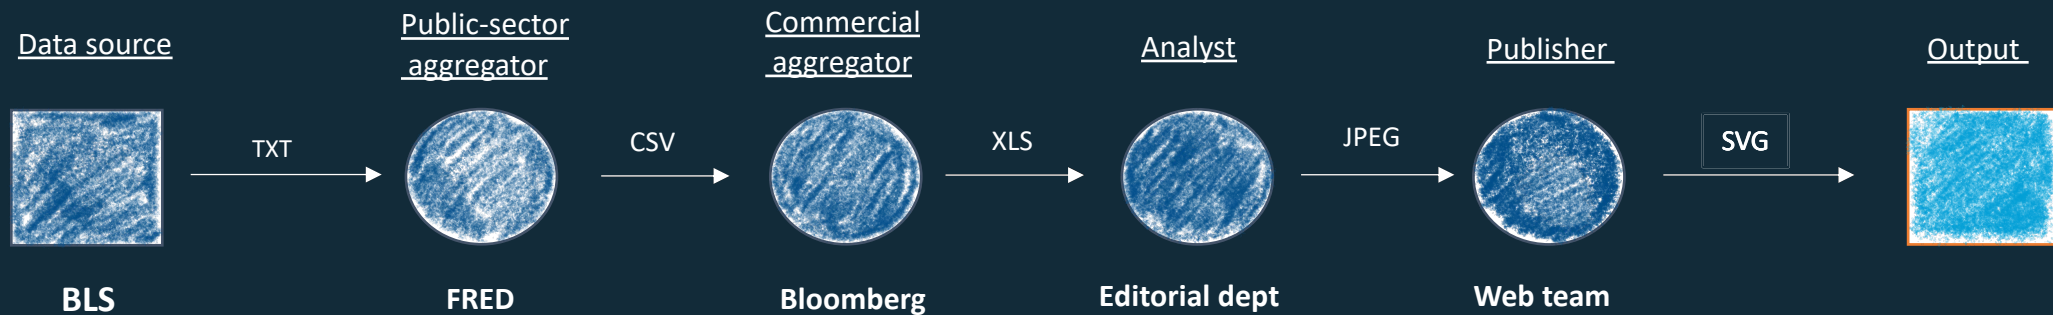 Data source
Public-sector
aggregator
Commercial
aggregator
Analyst
Publisher
Output
TXT
CSV
XLS
JPEG
SVG
BLS
FRED
Bloomberg
Editorial dept
Web team